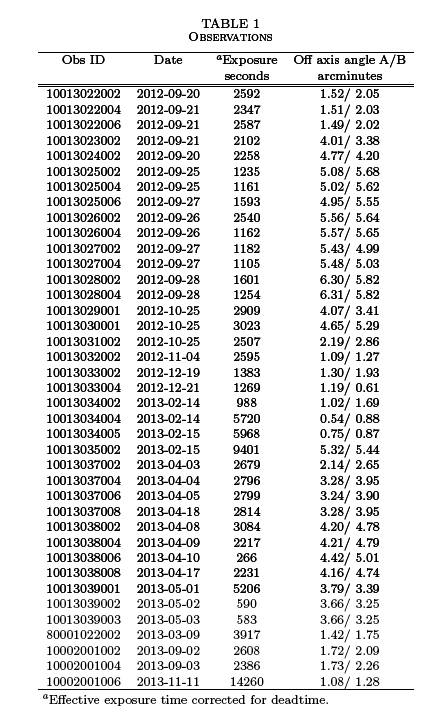 TABLE 1
Observations
Obs ID Date aExposure Off axis angle A/B
seconds arcminutes
10013022002 2012-09-20 2592 1.52/ 2.05
10013022004 2012-09-21 2347 1.51/ 2.03
10013022006 2012-09-21 2587 1.49/ 2.02
10013023002 2012-09-21 2102 4.01/ 3.38
10013024002 2012-09-20 2258 4.77/ 4.20
10013025002 2012-09-25 1235 5.08/ 5.68
10013025004 2012-09-25 1161 5.02/ 5.62
10013025006 2012-09-27 1593 4.95/ 5.55
10013026002 2012-09-26 2540 5.56/ 5.64
10013026004 2012-09-26 1162 5.57/ 5.65
10013027002 2012-09-27 1182 5.43/ 4.99
10013027004 2012-09-27 1105 5.48/ 5.03
10013028002 2012-09-28 1601 6.30/ 5.82
10013028004 2012-09-28 1254 6.31/ 5.82
10013029001 2012-10-25 2909 4.07/ 3.41
10013030001 2012-10-25 3023 4.65/ 5.29
10013031002 2012-10-25 2507 2.19/ 2.86
10013032002 2012-11-04 2595 1.09/ 1.27
10013033002 2012-12-19 1383 1.30/ 1.93
10013033004 2012-12-21 1269 1.19/ 0.61
10013034002 2013-02-14 988 1.02/ 1.69
10013034004 2013-02-14 5720 0.54/ 0.88
10013034005 2013-02-15 5968 0.75/ 0.87
10013035002 2013-02-15 9401 5.32/ 5.44
10013037002 2013-04-03 2679 2.14/ 2.65
10013037004 2013-04-04 2796 3.28/ 3.95
10013037006 2013-04-05 2799 3.24/ 3.90
10013037008 2013-04-18 2814 3.28/ 3.95
10013038002 2013-04-08 3084 4.20/ 4.78
10013038004 2013-04-09 2217 4.21/ 4.79
10013038006 2013-04-10 266 4.42/ 5.01
10013038008 2013-04-17 2231 4.16/ 4.74
10013039001 2013-05-01 5206 3.79/ 3.39
10013039002 2013-05-02 590 3.66/ 3.25
10013039003 2013-05-03 583 3.66/ 3.25
80001022002 2013-03-09 3917 1.42/ 1.75
10002001002 2013-09-02 2608 1.72/ 2.09
10002001004 2013-09-03 2386 1.73/ 2.26
10002001006 2013-11-11 14260 1.08/ 1.28
aEffective exposure time corrected for deadtime.